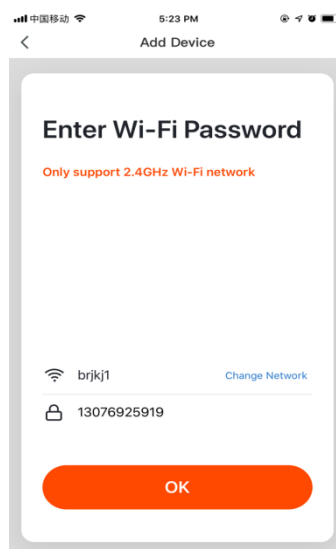 中国移动 5:23 PM
Add Device
Enter Wi-Fi Password
Only support 2.4GHz Wi-Fi network
brjkj1 Change Network
13076925919
OK